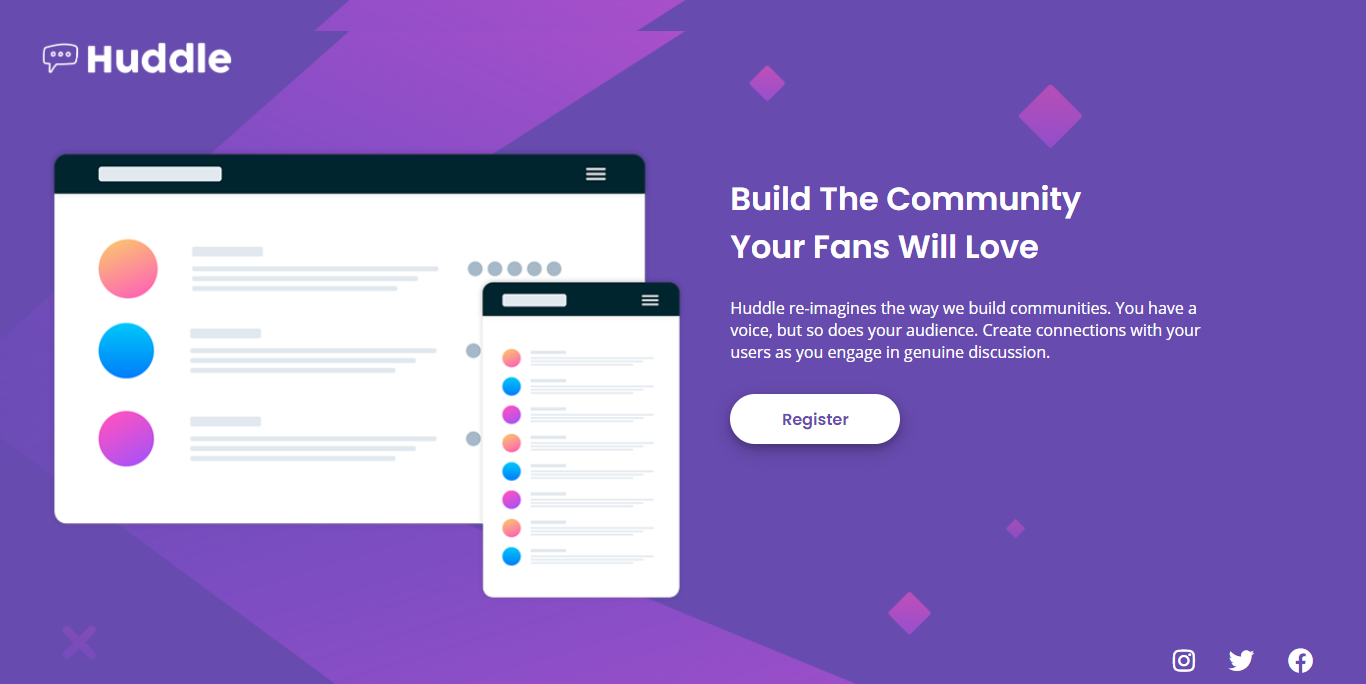 Huddle
Build The Community
Your Fans Will Love
Huddle re-imagines the way we build communities. You have a
voice, but so does your audience. Create connections with your
users as you engage in genuine discussion.
Register